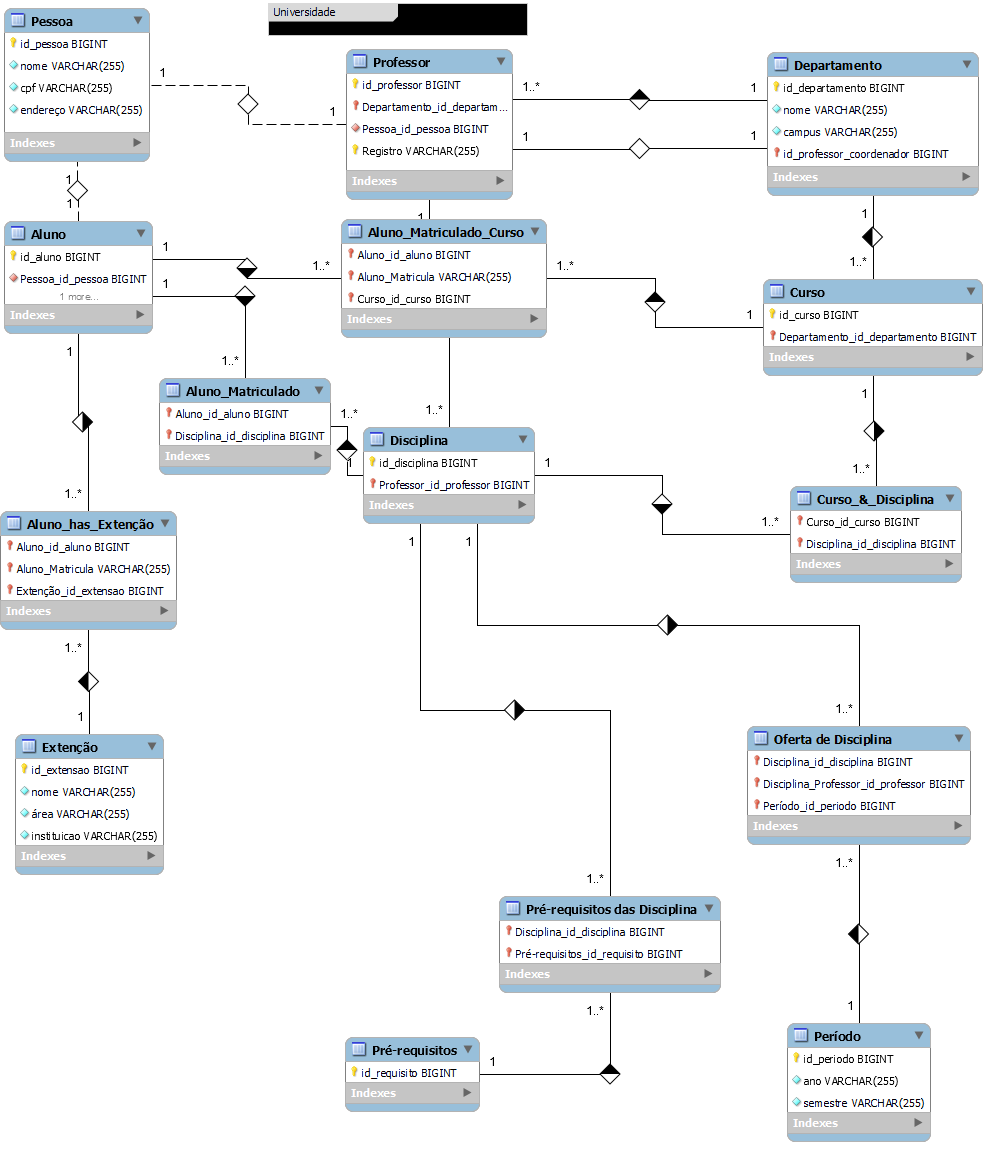 Universidade
Pessoa
id_pessoa BIGINT
nome VARCHAR(255)
cpf VARCHAR(255)
endereço VARCHAR(255)
Indexes
1
1
Professor
id_professor BIGINT
Departamento_id_departam...
Pessoa_id_pessoa BIGINT
Registro VARCHAR(255)
Indexes
1..*
1
1
1
Departamento
id_departamento BIGINT
nome VARCHAR(255)
campus VARCHAR(255)
id_professor_coordenador BIGINT
Indexes
1
1
Aluno
id_aluno BIGINT
Pessoa_id_pessoa BIGINT
1 more...
Indexes
1
1..*
1
1..*
1
Aluno_Matriculado_Curso
Aluno_id_aluno BIGINT
Aluno_Matricula VARCHAR(255)
Curso_id_curso BIGINT
Indexes
1..*
1
1
1..*
Curso
id_curso BIGINT
Departamento_id_departamento BIGINT
Indexes
Aluno_Matriculado
Aluno_id_aluno BIGINT
Disciplina_id_disciplina BIGINT
Indexes
1..*
1
1..*
Disciplina
id_disciplina BIGINT
Professor_id_professor BIGINT
Indexes
1
1..*
1
1..*
Curso_&_Disciplina
Curso_id_curso BIGINT
Disciplina_id_disciplina BIGINT
Indexes
1
1..*
Aluno_has_Extenção
Aluno_id_aluno BIGINT
Aluno_Matricula VARCHAR(255)
Extenção_id_extensao BIGINT
Indexes
1..*
1
Extenção
id_extensao BIGINT
nome VARCHAR(255)
área VARCHAR(255)
instituicao VARCHAR(255)
Indexes
1
1
1..*
Oferta de Disciplina
Disciplina_id_disciplina BIGINT
Disciplina_Professor_id_professor BIGINT
Período_id_periodo BIGINT
Indexes
1..*
1
1..*
Pré-requisitos das Disciplina
Disciplina_id_disciplina BIGINT
Pré-requisitos_id_requisito BIGINT
Indexes
1..*
1
Pré-requisitos
id_requisito BIGINT
Indexes
Período
id_periodo BIGINT
ano VARCHAR(255)
semestre VARCHAR(255)
Indexes